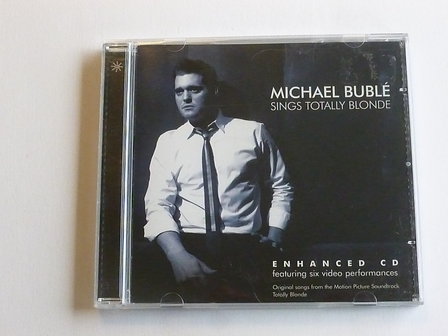 MICHAEL BUBLÉ
SINGS TOTALLY BLONDE
ENHANCED CD
featuring six video performances
Original songs from the Motion Picture Soundtrack
Totally Blonde